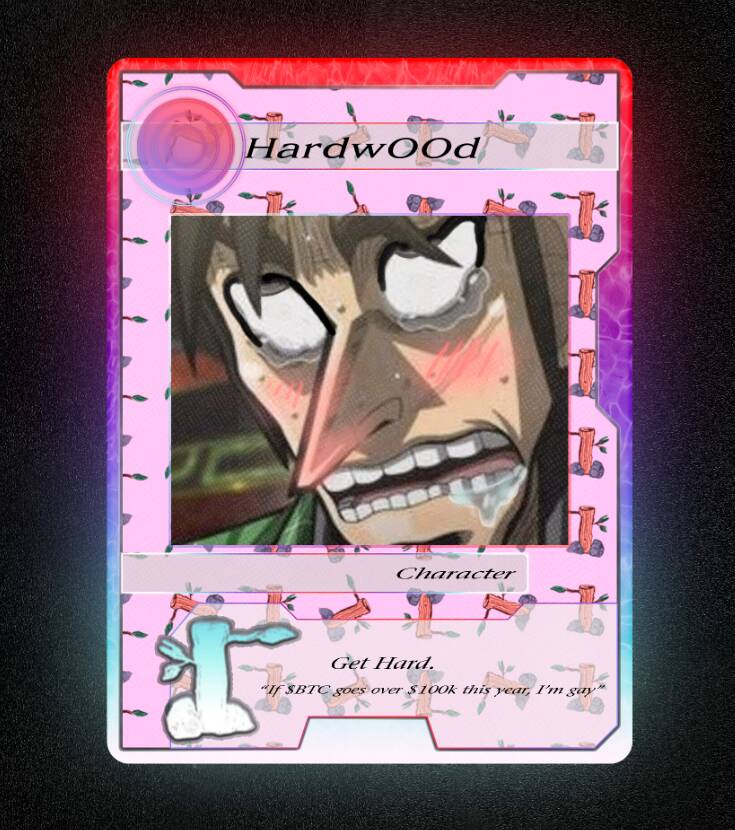 HardwOOd
Character
Get Hard.
“If $BTC goes over $100k this year, I'm gay”